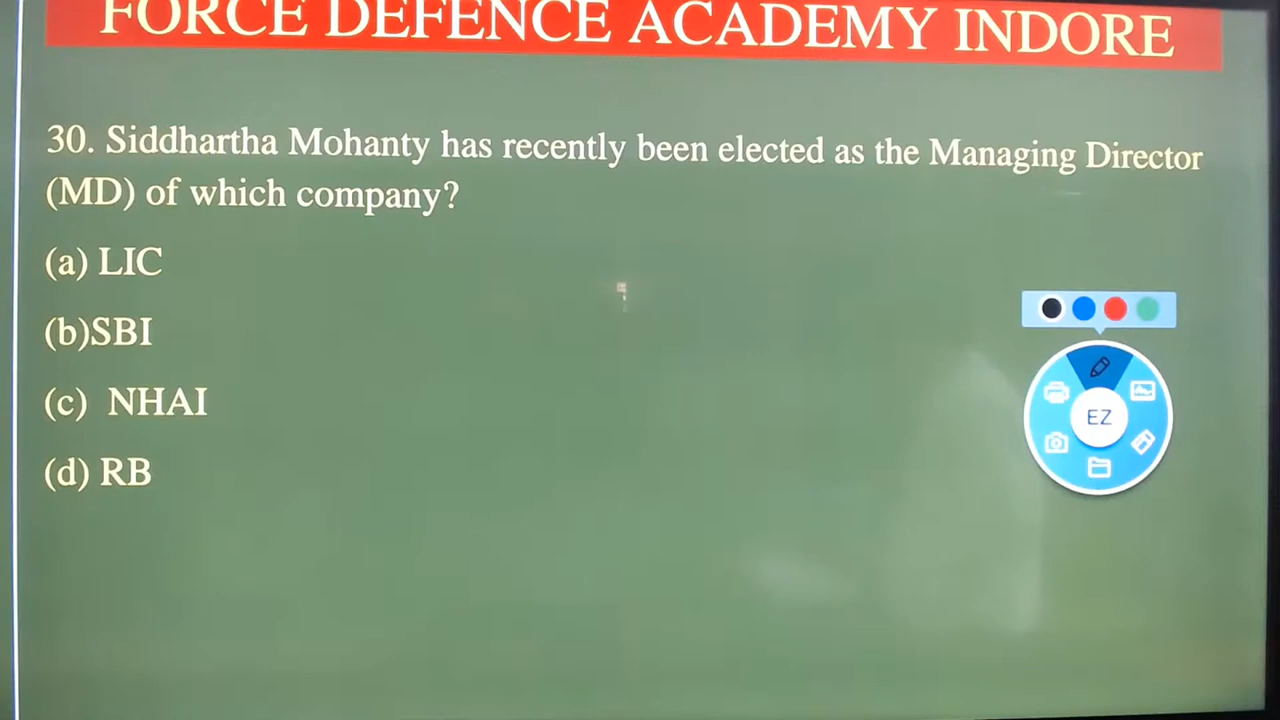 FORCE DEFENCE ACADEMY INDORE
30. Siddhartha Mohanty has recently been elected as the Managing Director
(MD) of which company?
(a) LIC
(b)SBI
(c) NHAI
(d) RB
EZ